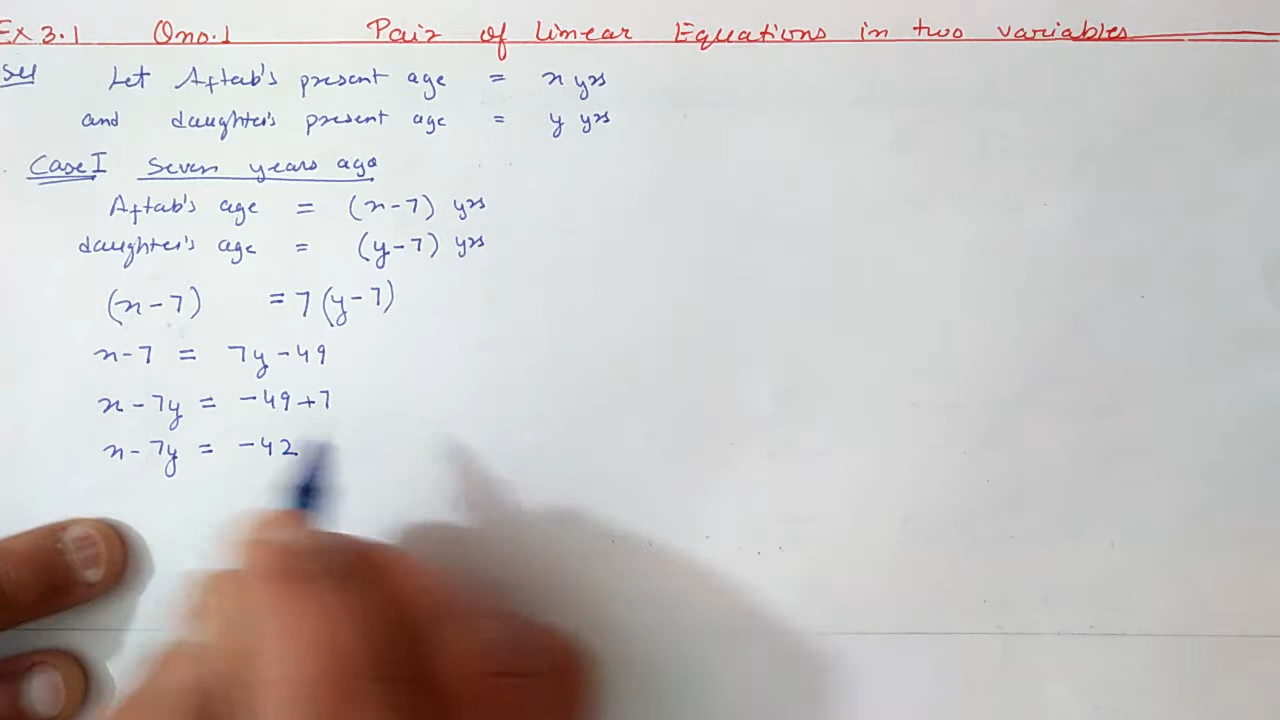 Ex 3.1 Qno.1 Pair of Linear Equations in two variables
Sol Let Aftab's present age = x yrs
and daughter's present age = y yrs
Case I Seven years ago
Aftab's age = (x-7) yrs
daughter's age = (y-7) yrs
(x-7) = 7(y-7)
x-7 = 7y-49
x-7y = -49+7
x-7y = -42